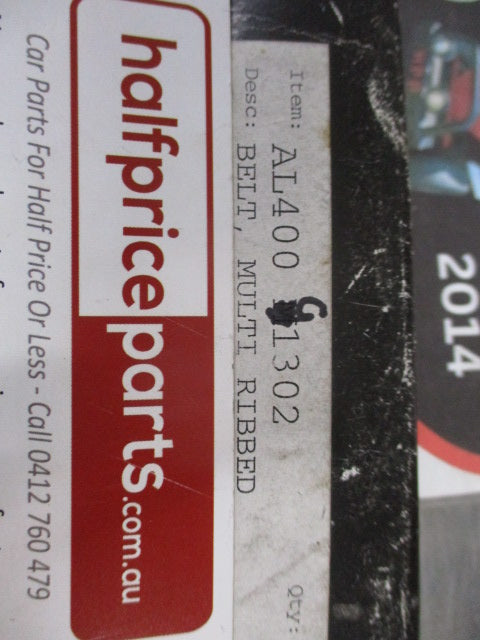 2014
Item: AL400 G1302 Qty:
Desc: BELT, MULTI RIBBED
halfpriceparts.com.au
Car Parts For Half Price Or Less - Call 0412 760 479